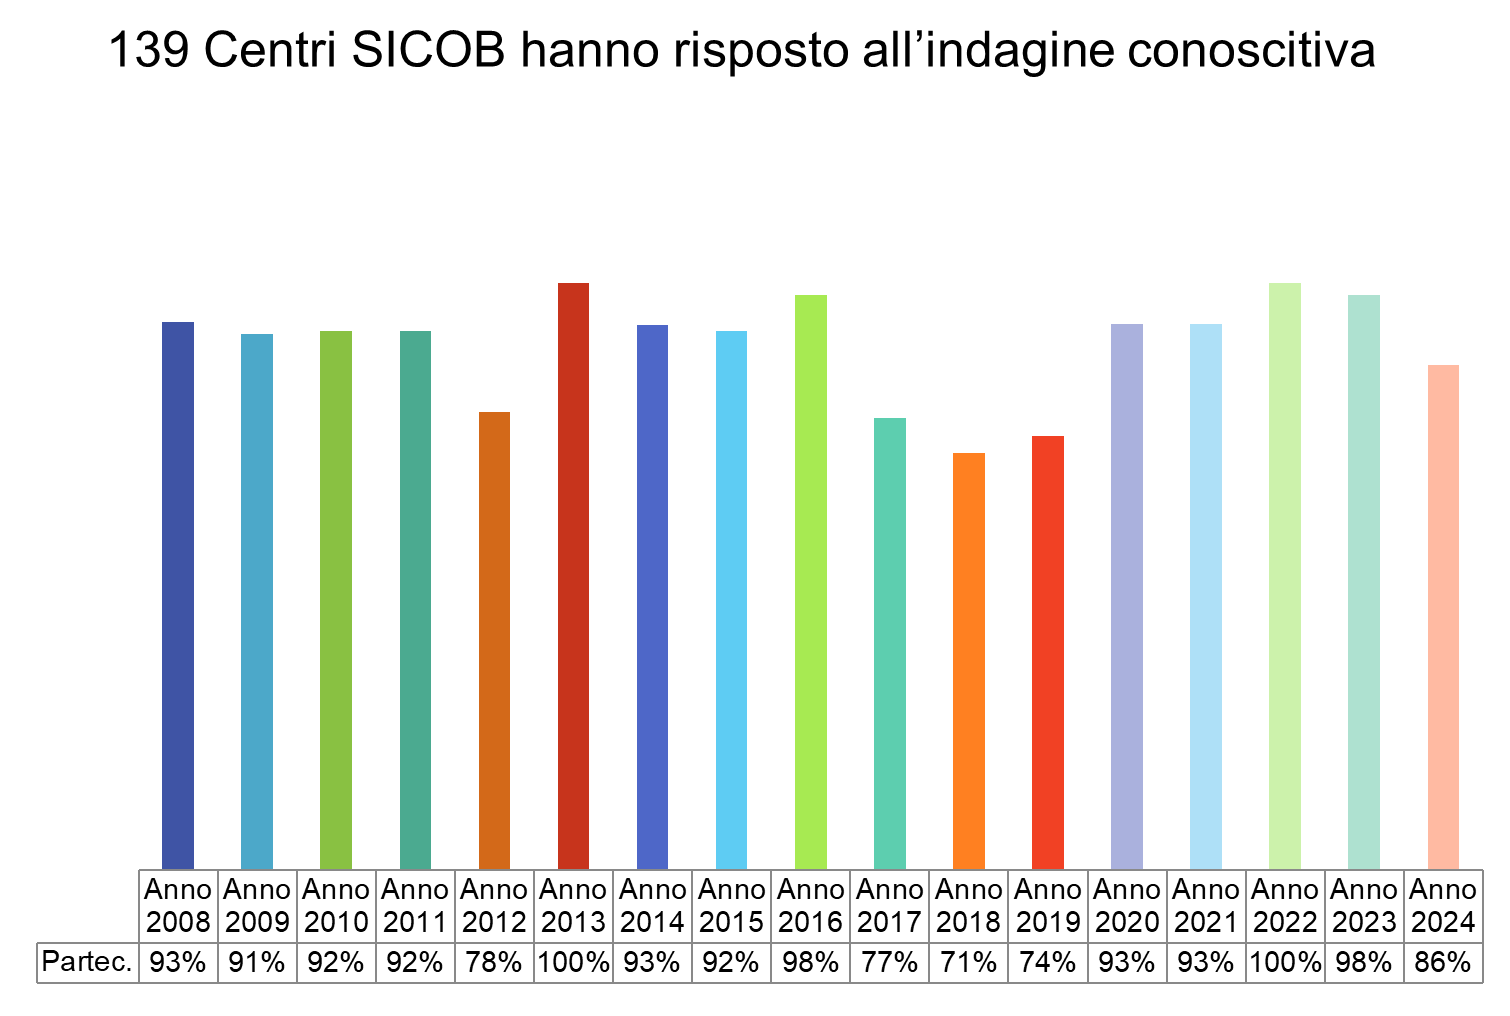 139 Centri SICOB hanno risposto all’indagine conoscitiva
Anno Anno Anno Anno Anno Anno Anno Anno Anno Anno Anno Anno Anno Anno Anno Anno Anno
2008 2009 2010 2011 2012 2013 2014 2015 2016 2017 2018 2019 2020 2021 2022 2023 2024
Partec. 93% 91% 92% 92% 78% 100% 93% 92% 98% 77% 71% 74% 93% 93% 100% 98% 86%